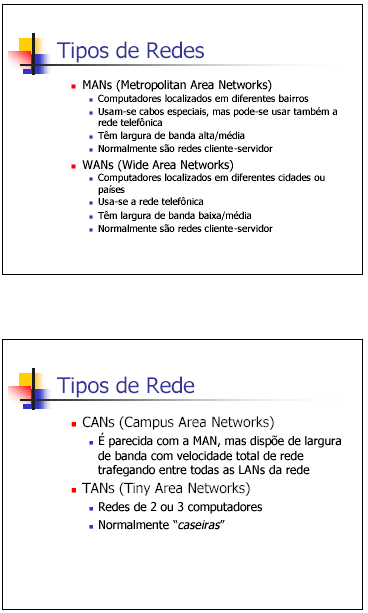 Tipos de Redes
MANs (Metropolitan Area Networks)
Computadores localizados em diferentes bairros
Usam-se cabos especiais, mas pode-se usar também a
rede telefônica
Têm largura de banda alta/média
Normalmente são redes cliente-servidor
WANs (Wide Area Networks)
Computadores localizados em diferentes cidades ou
países
Usa-se a rede telefônica
Têm largura de banda baixa/média
Normalmente são redes cliente-servidor
Tipos de Rede
CANs (Campus Area Networks)
É parecida com a MAN, mas dispõe de largura
de banda com velocidade total de rede
trafegando entre todas as LANs da rede
TANs (Tiny Area Networks)
Redes de 2 ou 3 computadores
Normalmente “caseiras”